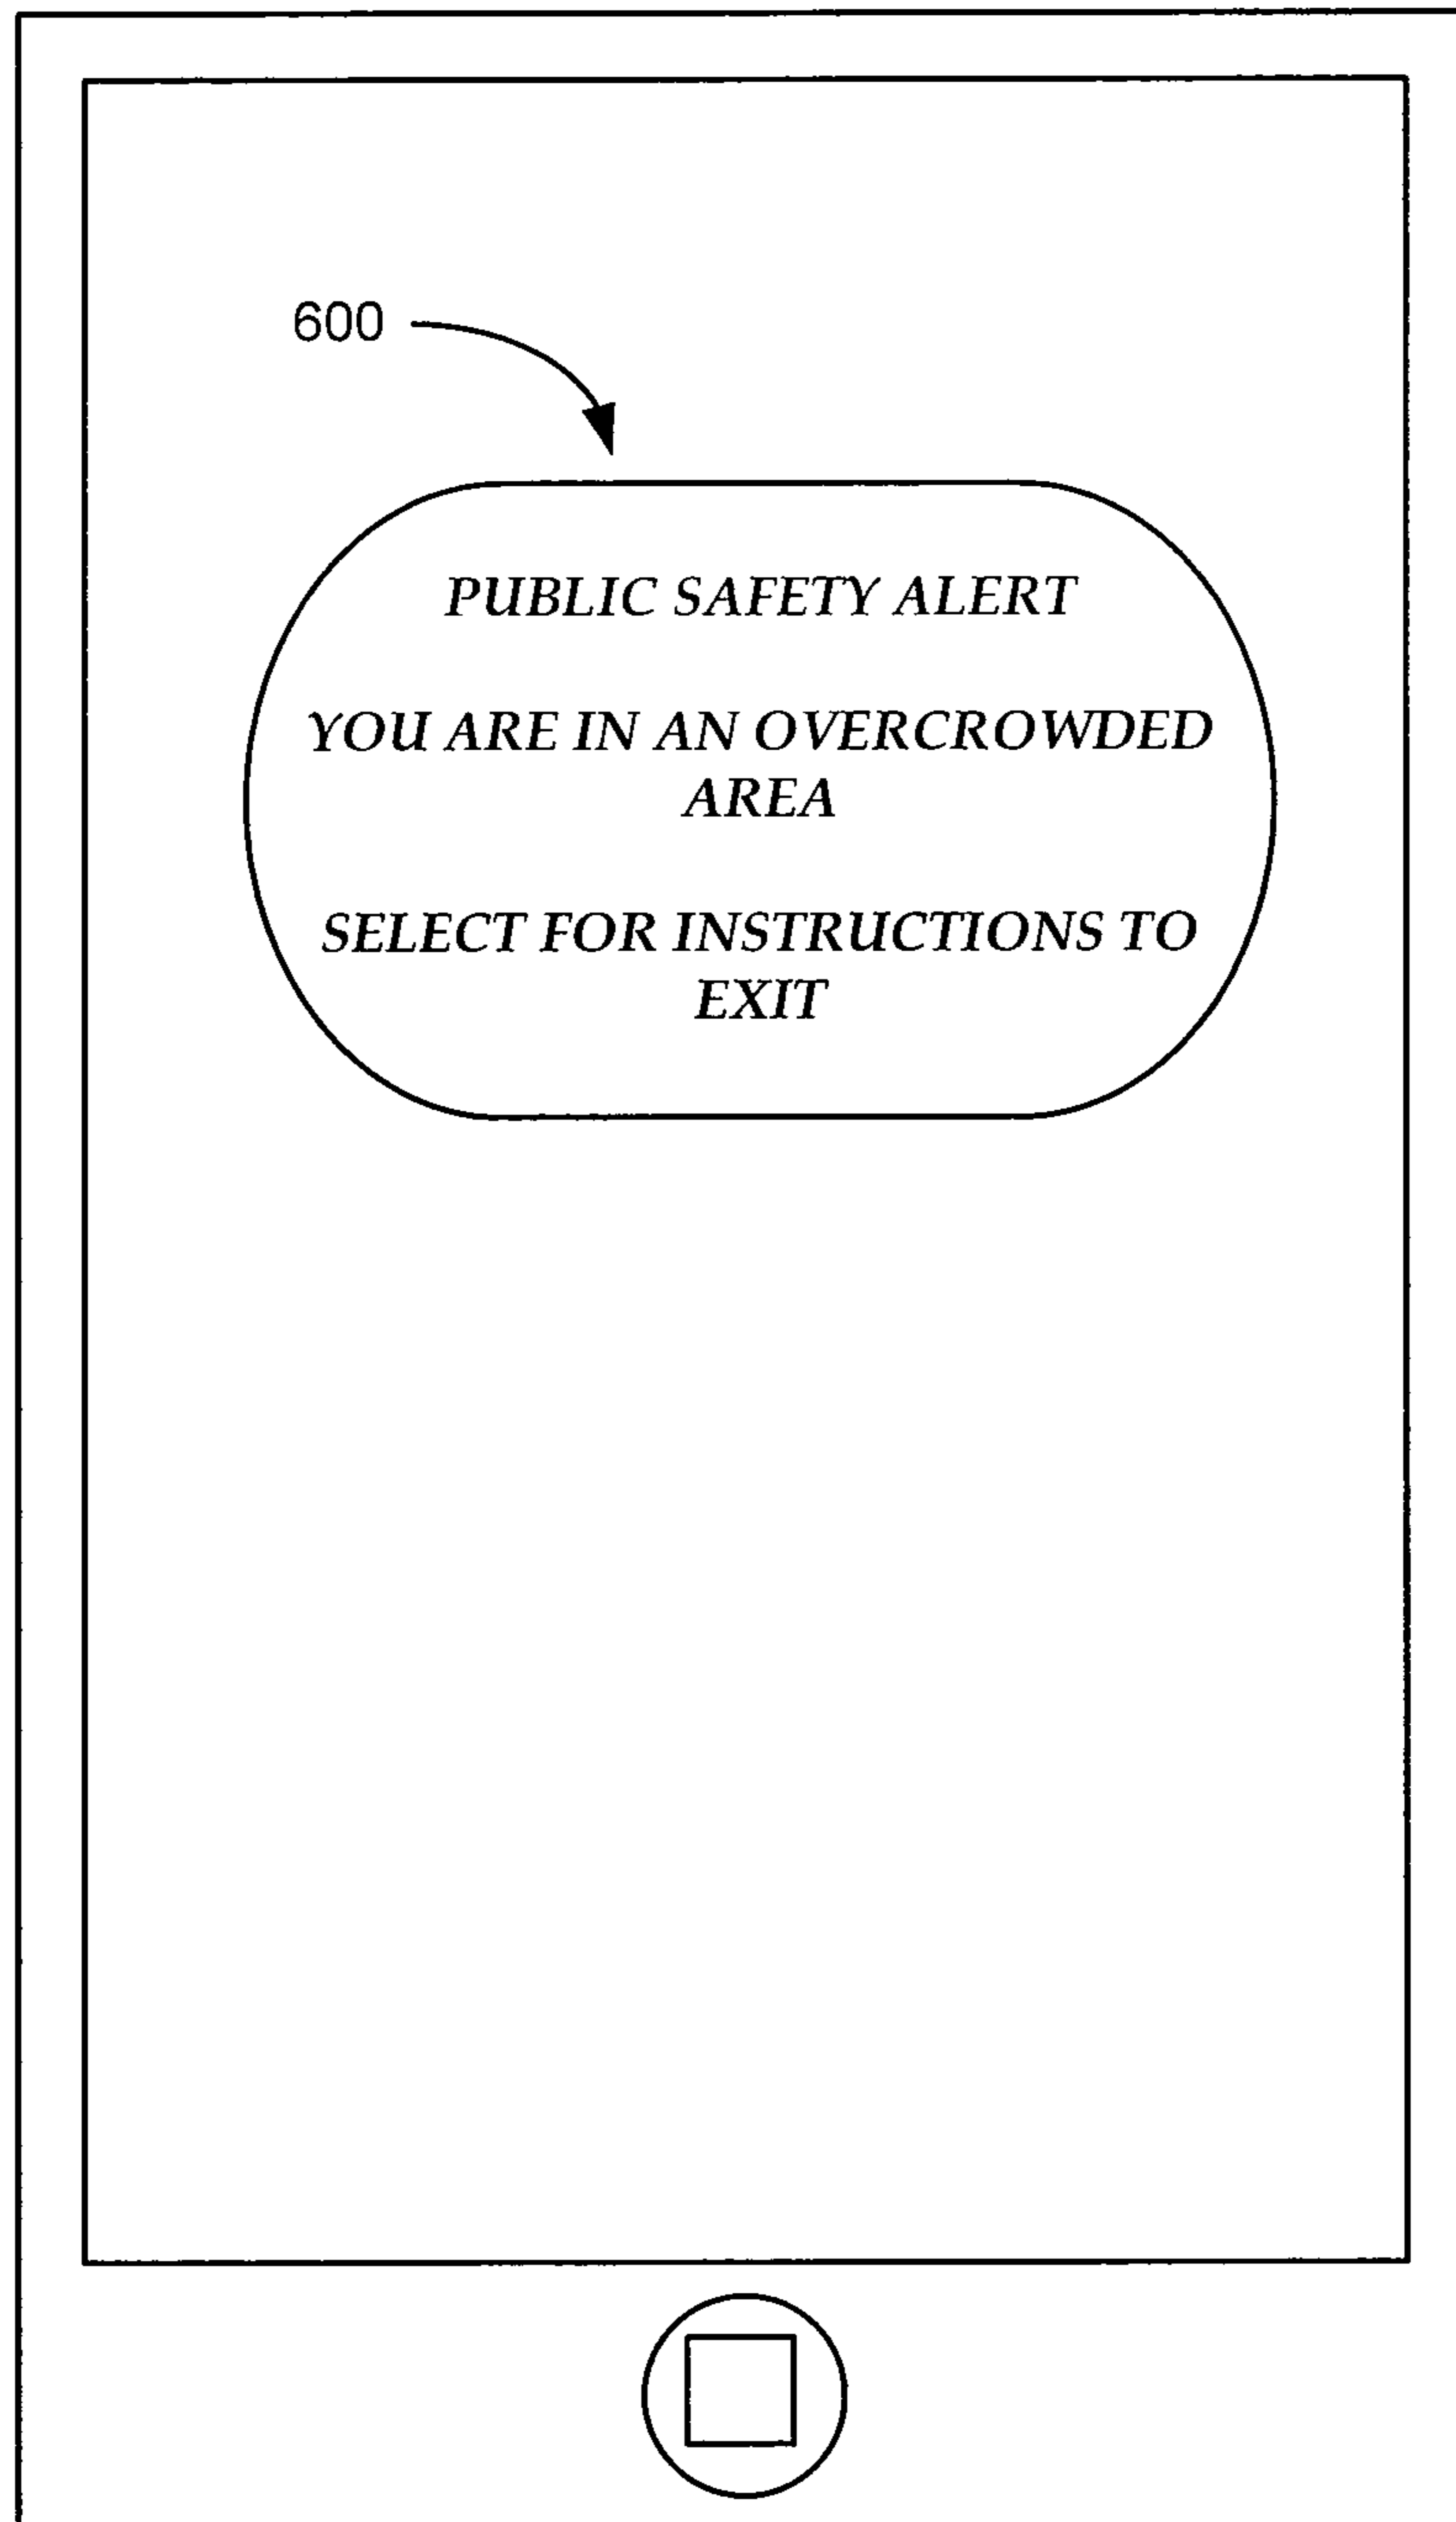 600
PUBLIC SAFETY ALERT
YOU ARE IN AN OVERCROWDED
AREA
SELECT FOR INSTRUCTIONS TO
EXIT